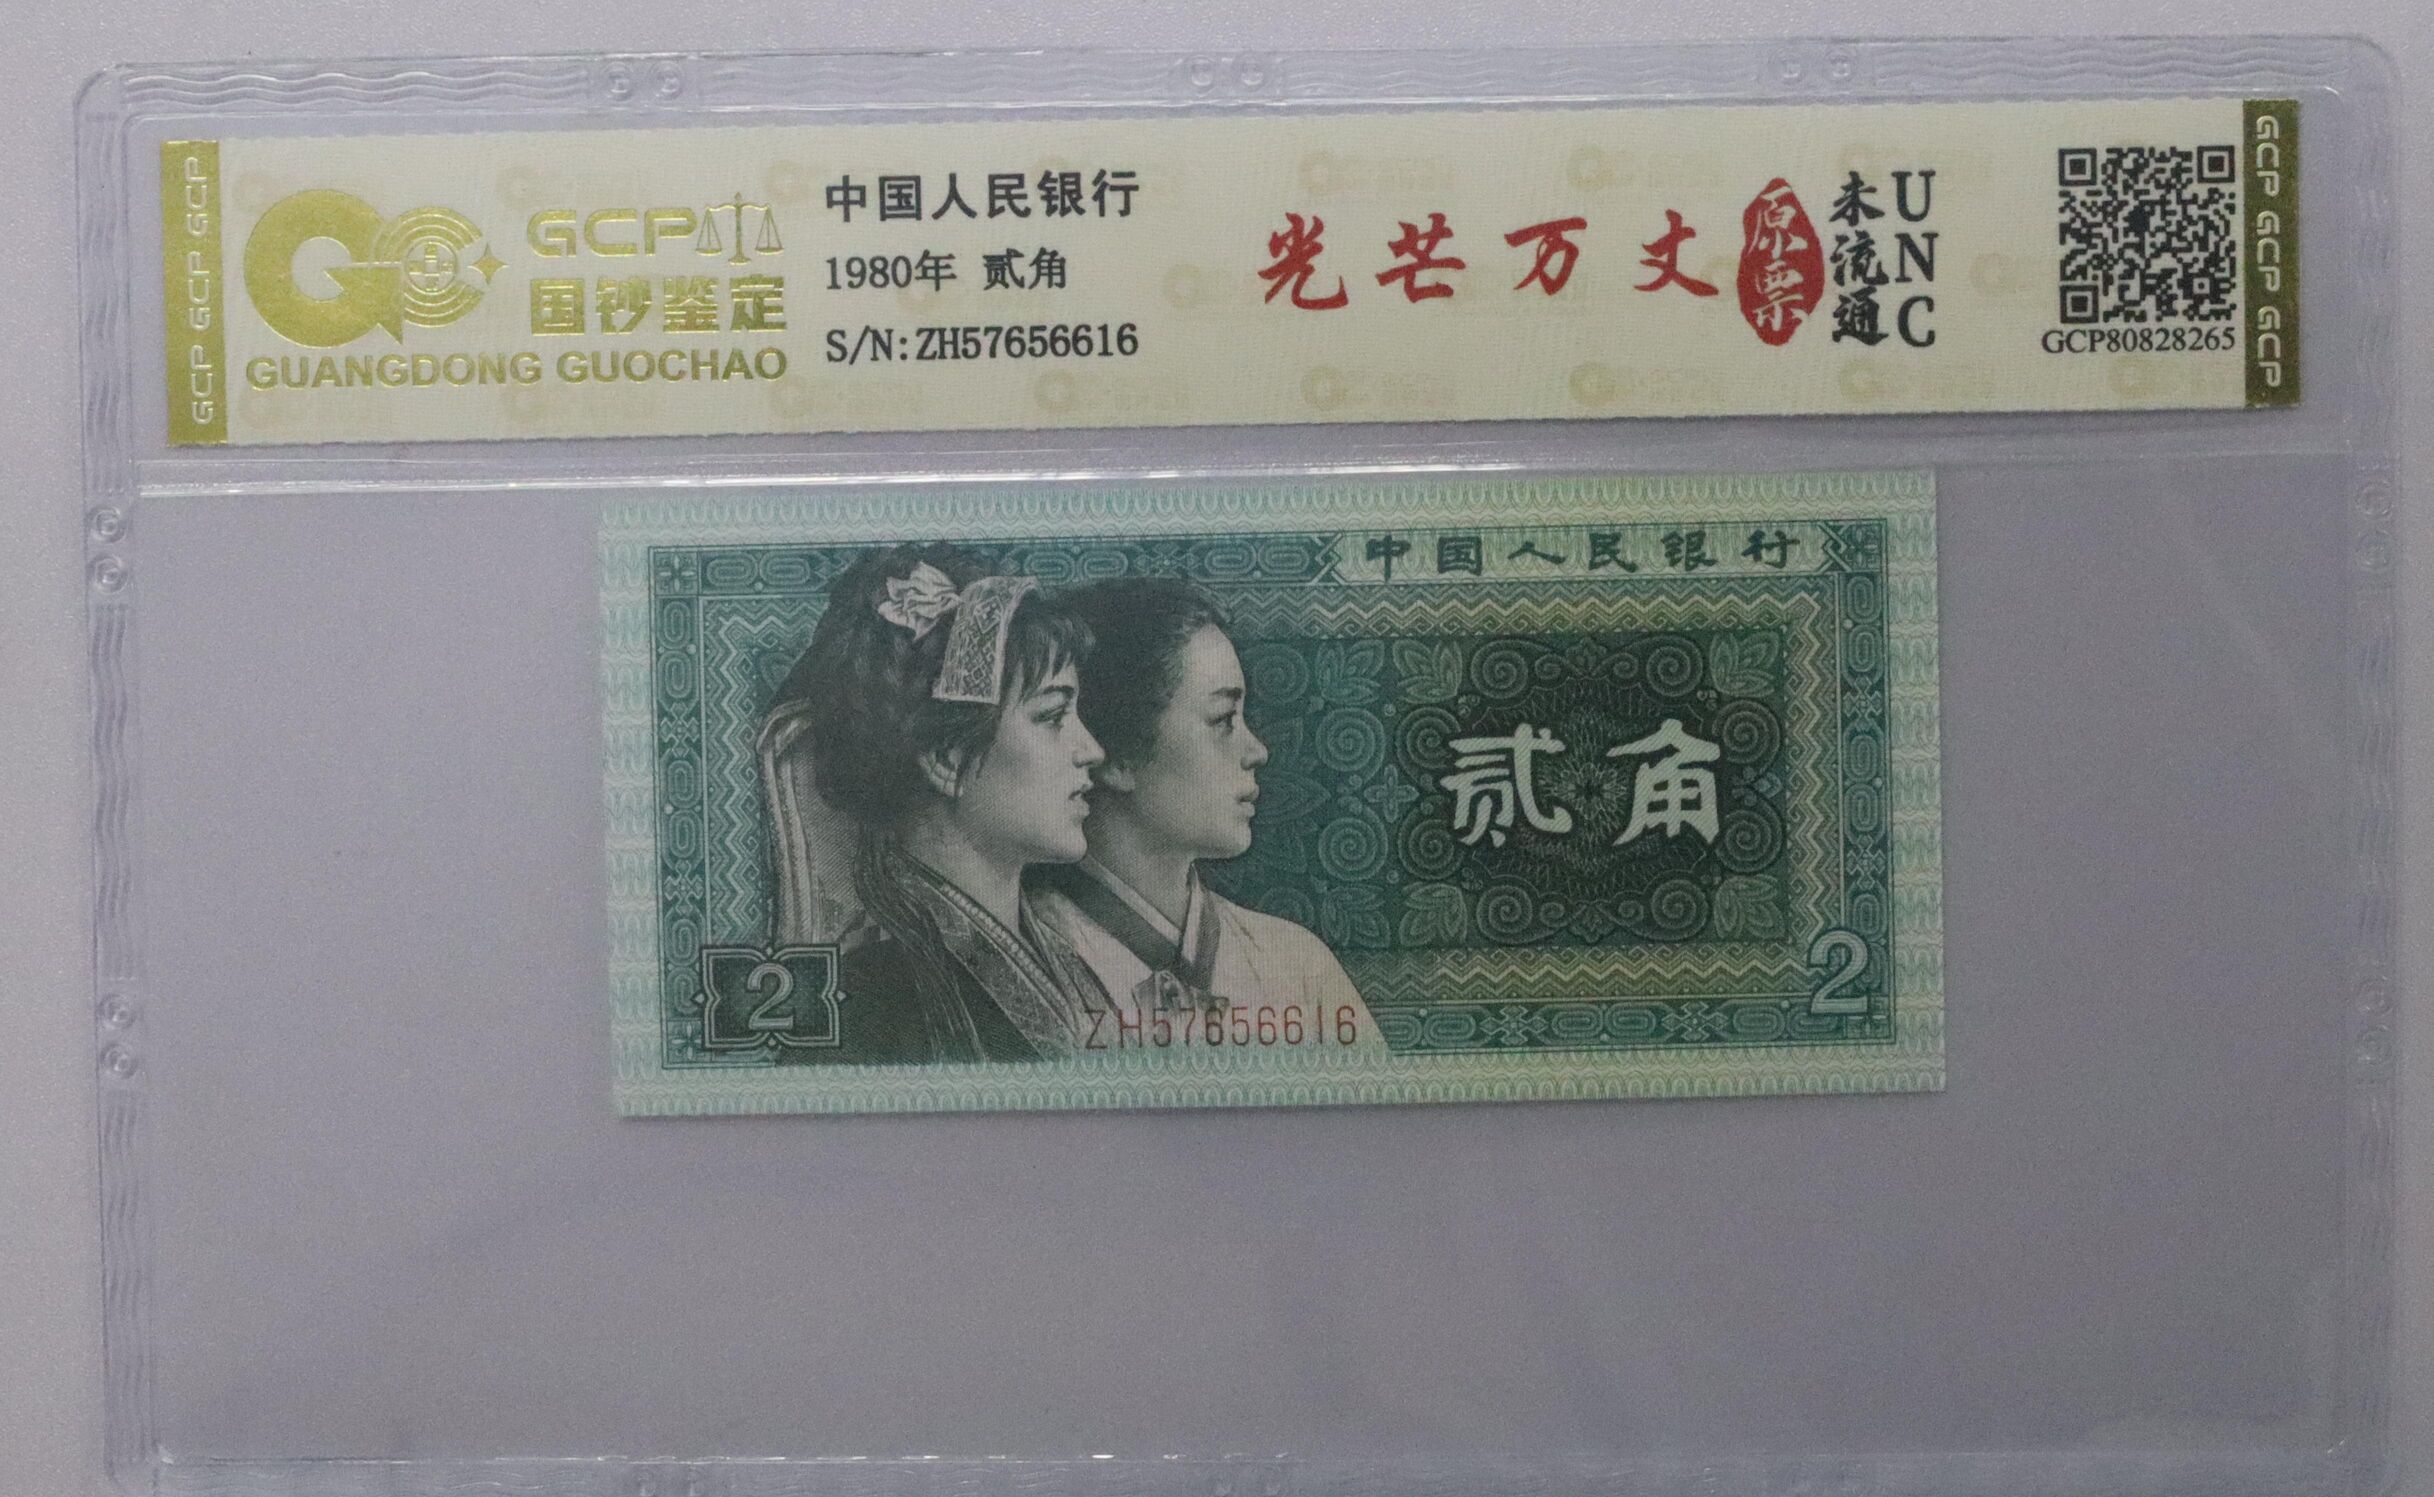 GCP GCP GCP
GCP
国钞鉴定
GUANGDONG GUOCHAO
中国人民银行
1980年 贰角
S/N:ZH57656616
光芒万丈
原票
未流通
UNC
GCP80828265
GCP GCP GCP
中国人民银行
贰角
2
2
ZH57656616